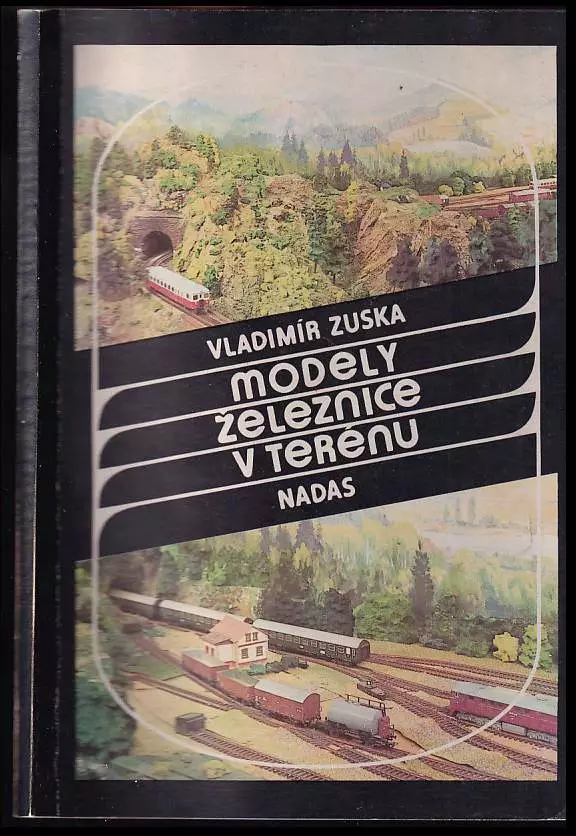 VLADIMÍR ZUSKA
MODELY
ŽELEZNICE
V TERÉNU
NADAS